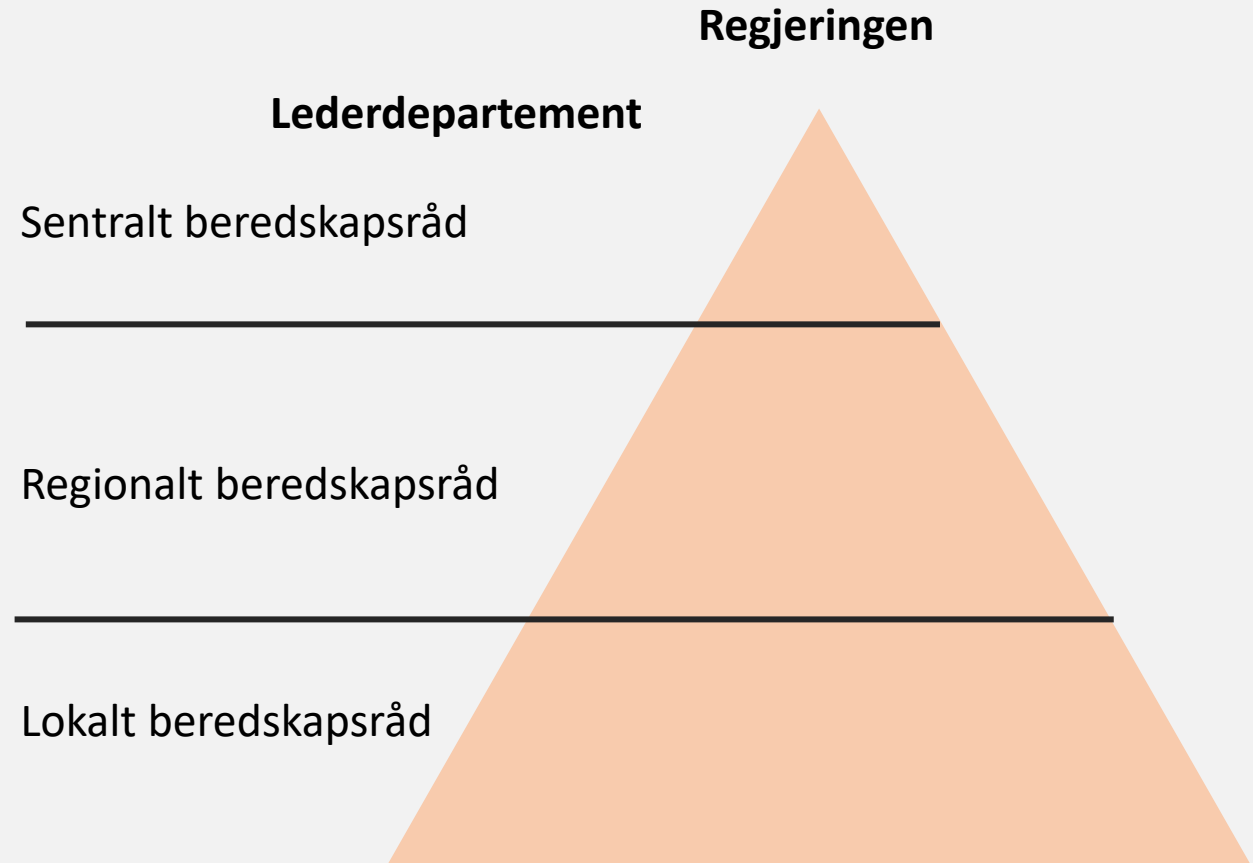 Regjeringen
Lederdepartement
Sentralt beredskapsråd
Regionalt beredskapsråd
Lokalt beredskapsråd